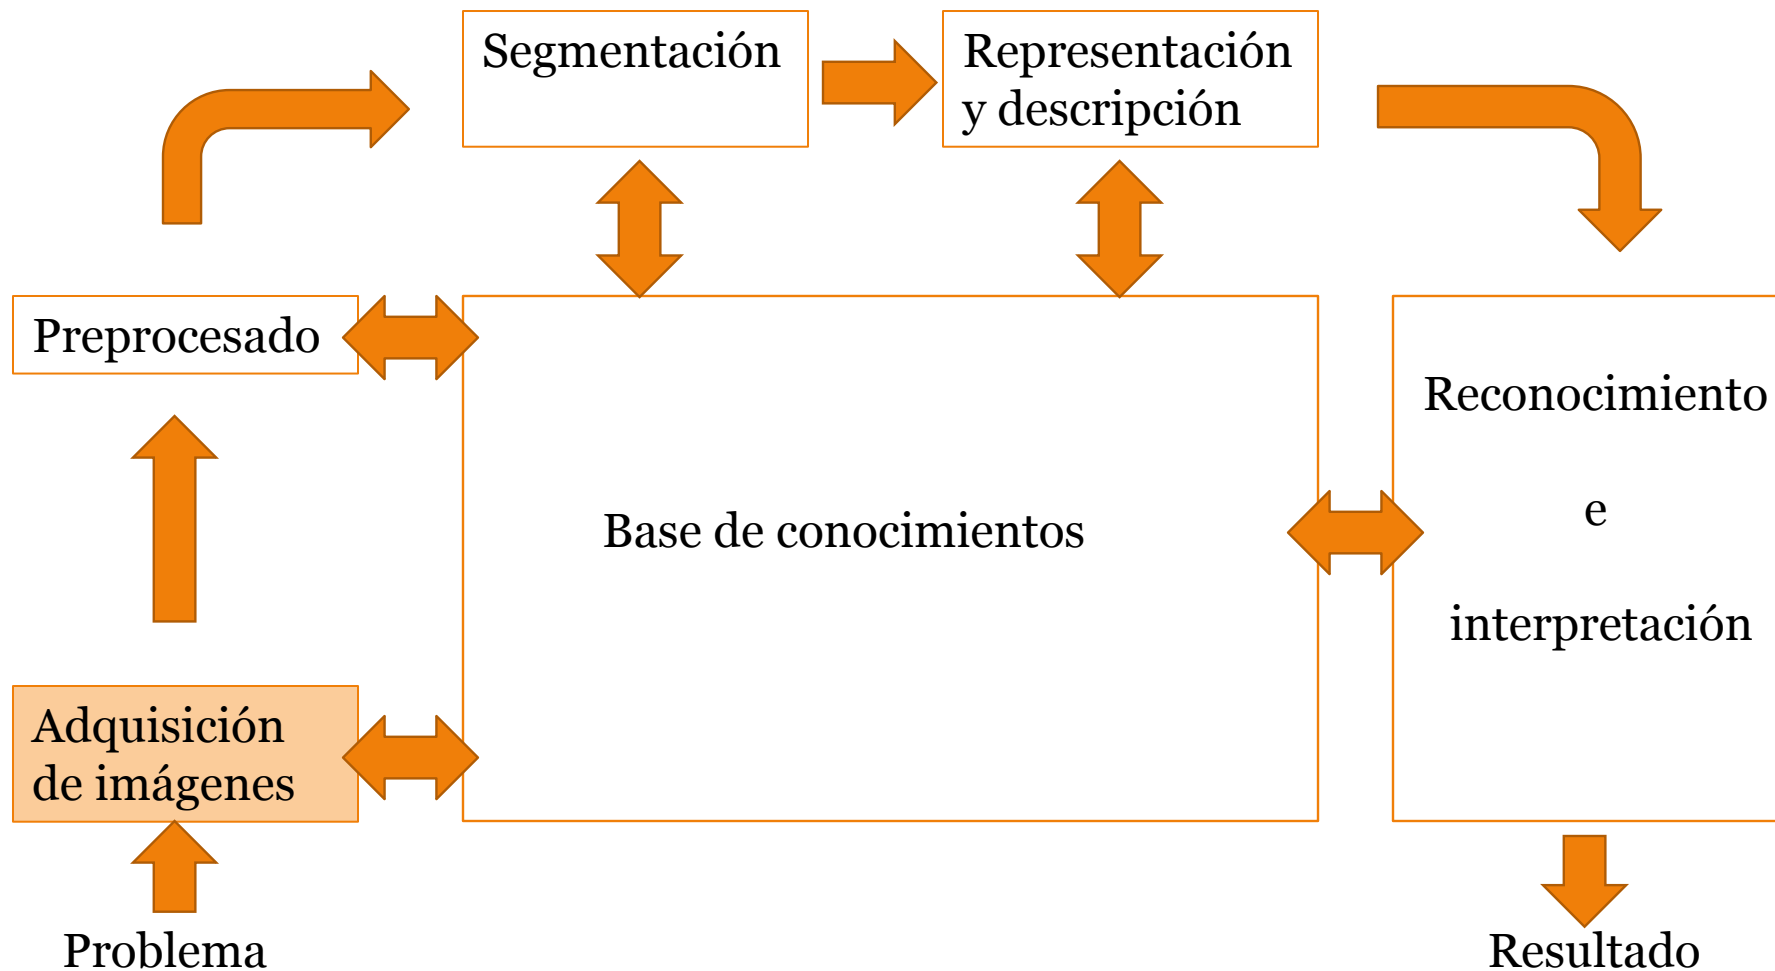 Segmentación
Representación
y descripción
Preprocesado
Base de conocimientos
Reconocimiento
e
interpretación
Adquisición
de imágenes
Problema
Resultado